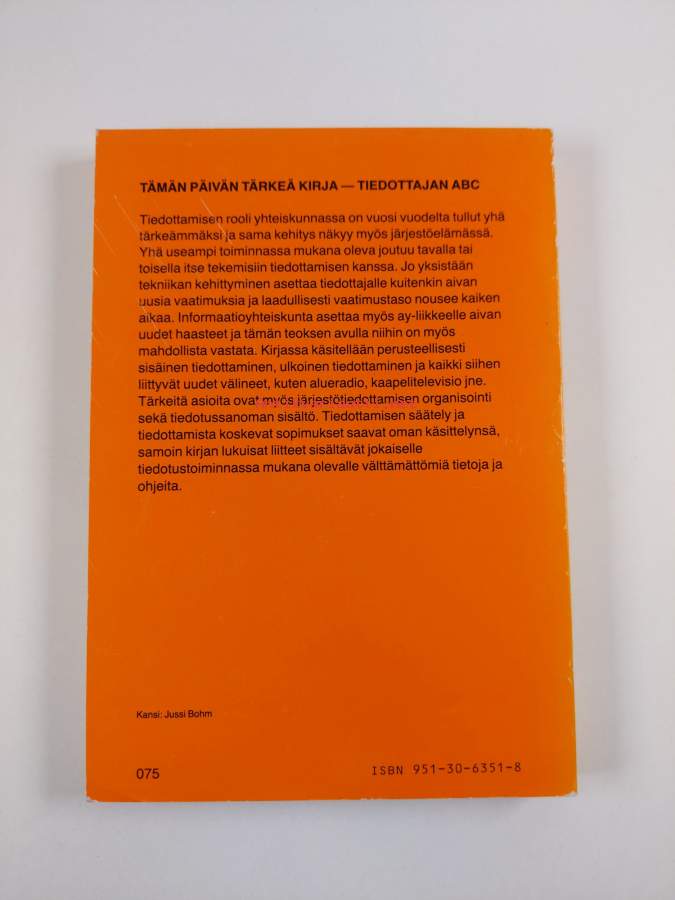 TÄMÄN PÄIVÄN TÄRKEÄ KIRJA — TIEDOTTAJAN ABC
Tiedottamisen rooli yhteiskunnassa on vuosi vuodelta tullut yhä
tärkeämmäksi ja sama kehitys näkyy myös järjestöelämässä.
Yhä useampi toiminnassa mukana oleva joutuu tavalla tai
toisella itse tekemisiin tiedottamisen kanssa. Jo yksistään
tekniikan kehittyminen asettaa tiedottajalle kuitenkin aivan
uusia vaatimuksia ja laadullisesti vaatimustaso nousee kaiken
aikaa. Informaatioyhteiskunta asettaa myös ay-liikkeelle aivan
uudet haasteet ja tämän teoksen avulla niihin on myös
mahdollista vastata. Kirjassa käsitellään perusteellisesti
sisäinen tiedottaminen, ulkoinen tiedottaminen ja kaikki siihen
liittyvät uudet välineet, kuten alueradio, kaapelitelevisio jne.
Tärkeitä asioita ovat myös järjestötiedottamisen organisointi
sekä tiedotussanoman sisältö. Tiedottamisen säätely ja
tiedottamista koskevat sopimukset saavat oman käsittelynsä,
samoin kirjan lukuisat liitteet sisältävät jokaiselle
tiedotustoiminnassa mukana olevalle välttämättömiä tietoja ja
ohjeita.
Kansi: Jussi Bohm
075
ISBN 951-30-6351-8